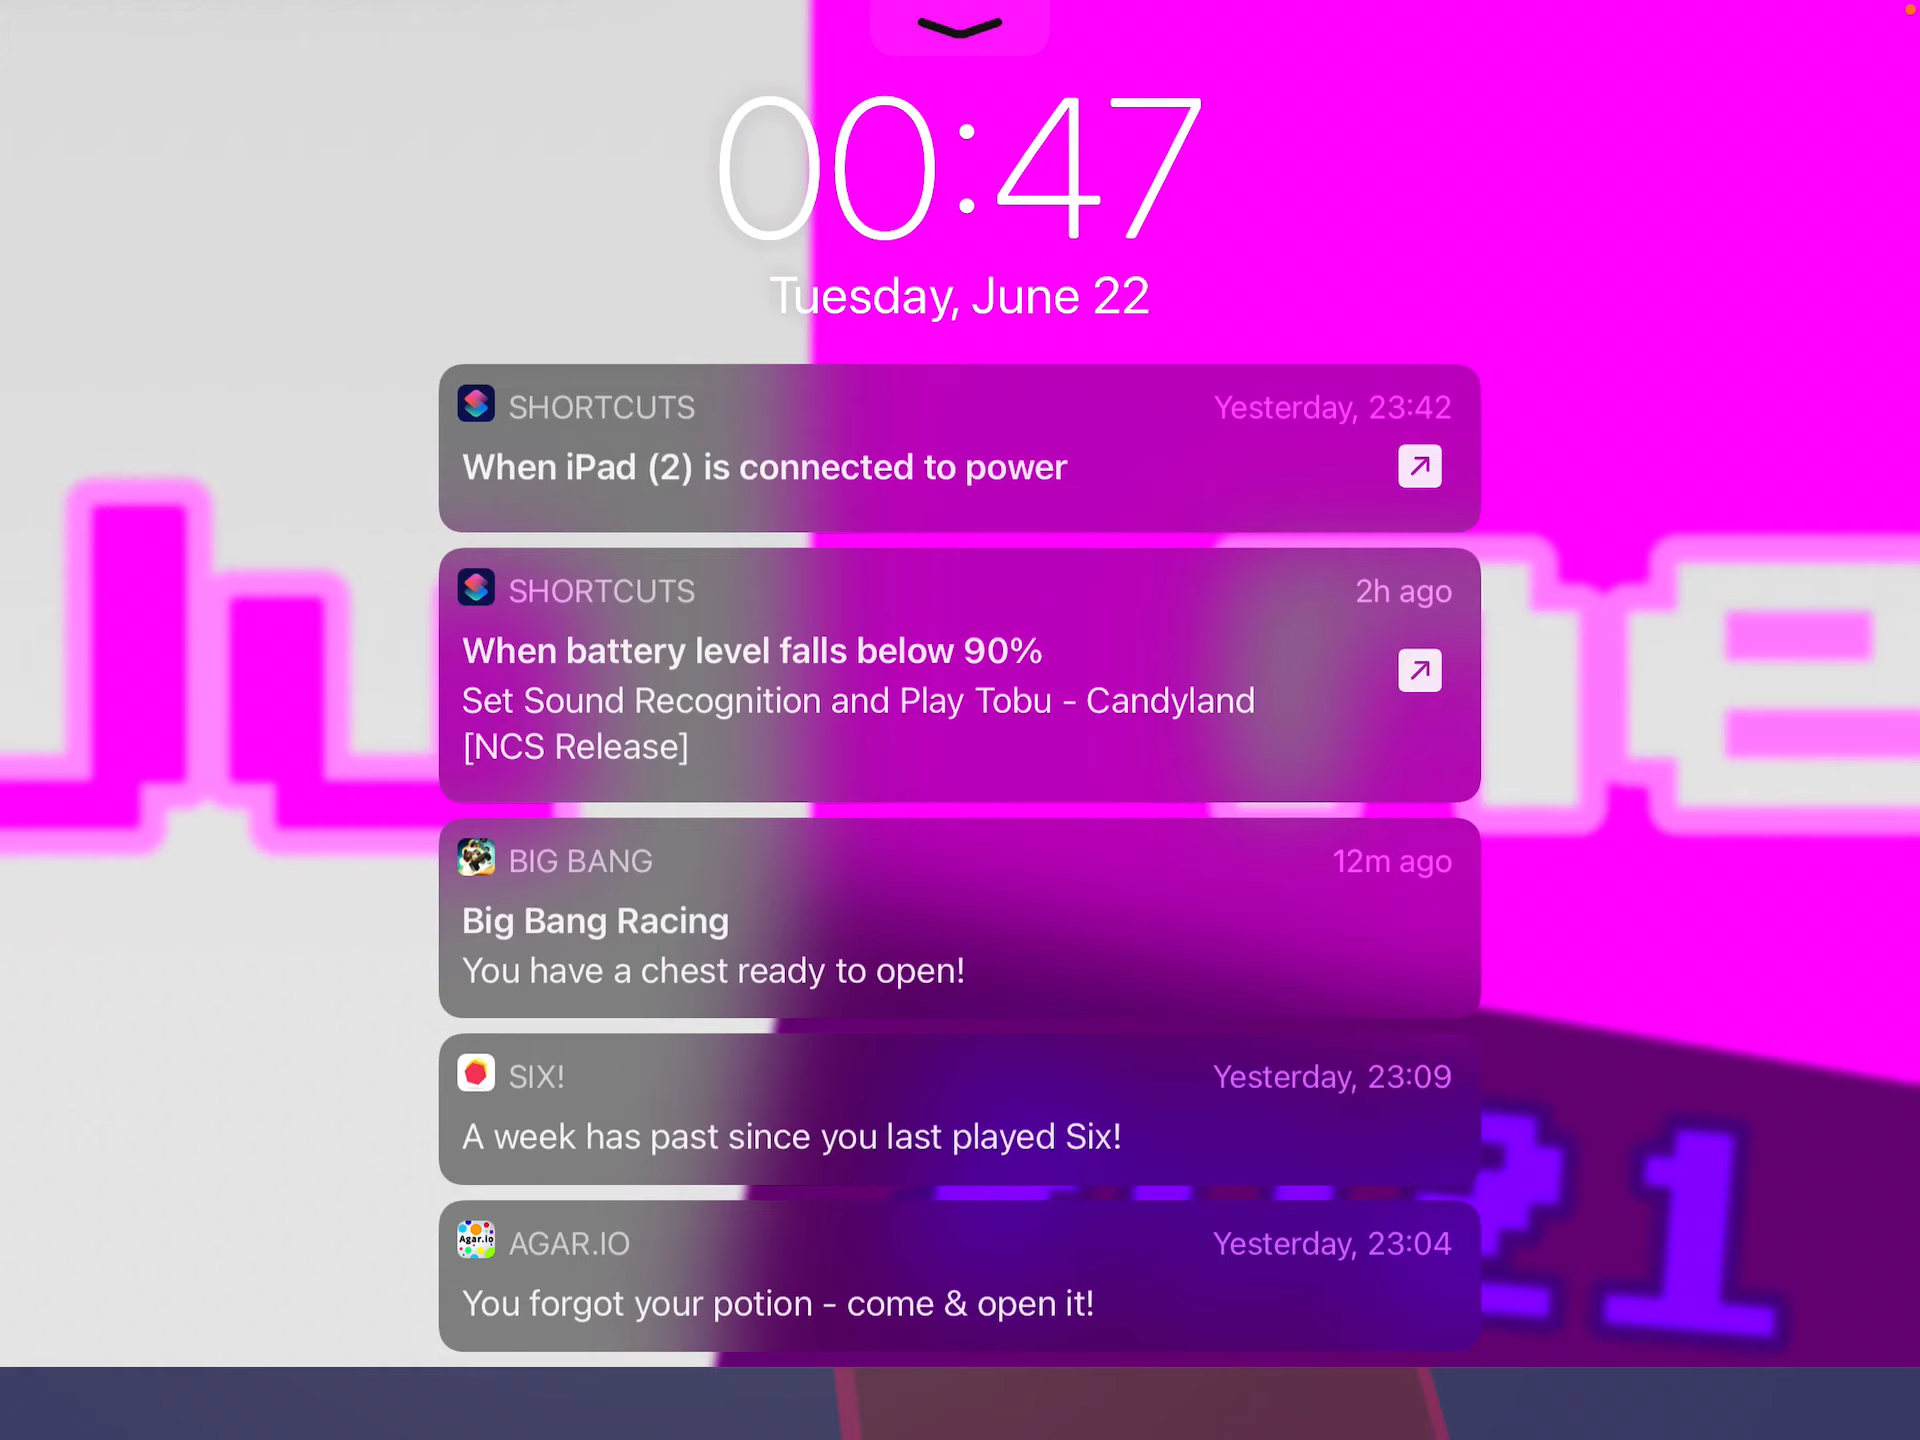 00:47
Tuesday, June 22
SHORTCUTS Yesterday, 23:42
When iPad (2) is connected to power
SHORTCUTS 2h ago
When battery level falls below 90%
Set Sound Recognition and Play Tobu - Candyland
[NCS Release]
BIG BANG 12m ago
Big Bang Racing
You have a chest ready to open!
SIX! Yesterday, 23:09
A week has past since you last played Six!
Agar.io AGAR.IO Yesterday, 23:04
You forgot your potion - come & open it!